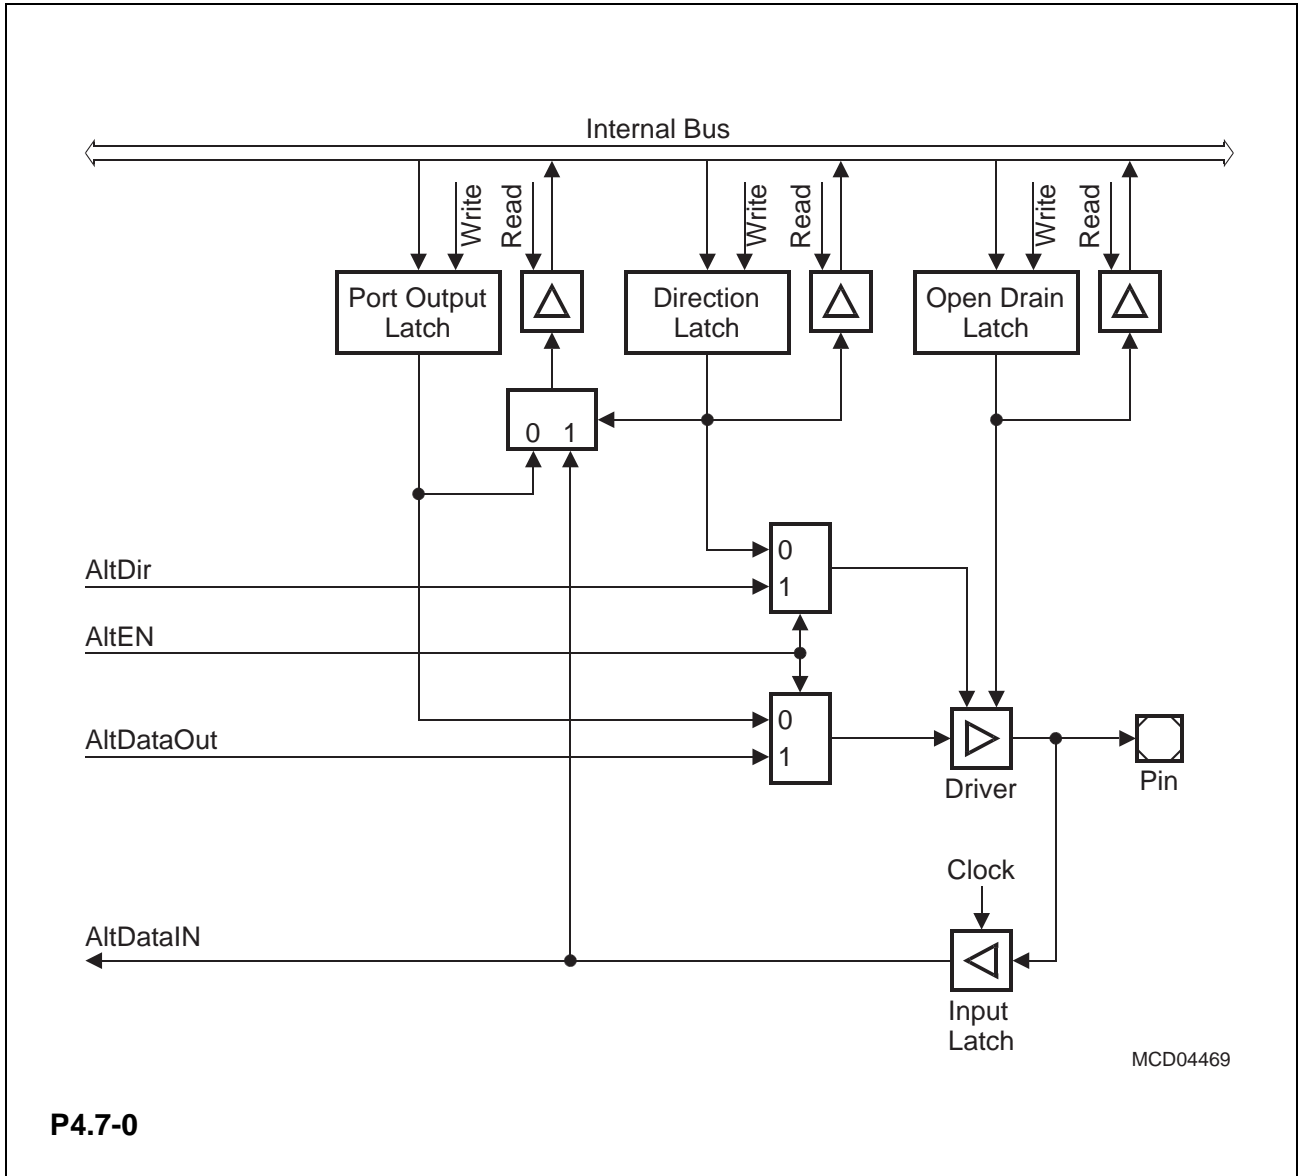 Internal Bus
Write
Read
Write
Read
Write
Read
Port Output
Latch
Direction
Latch
Open Drain
Latch
0 1
AltDir
0
1
AltEN
AltDataOut
0
1
Driver
Pin
Clock
AltDataIN
Input
Latch
MCD04469
P4.7-0